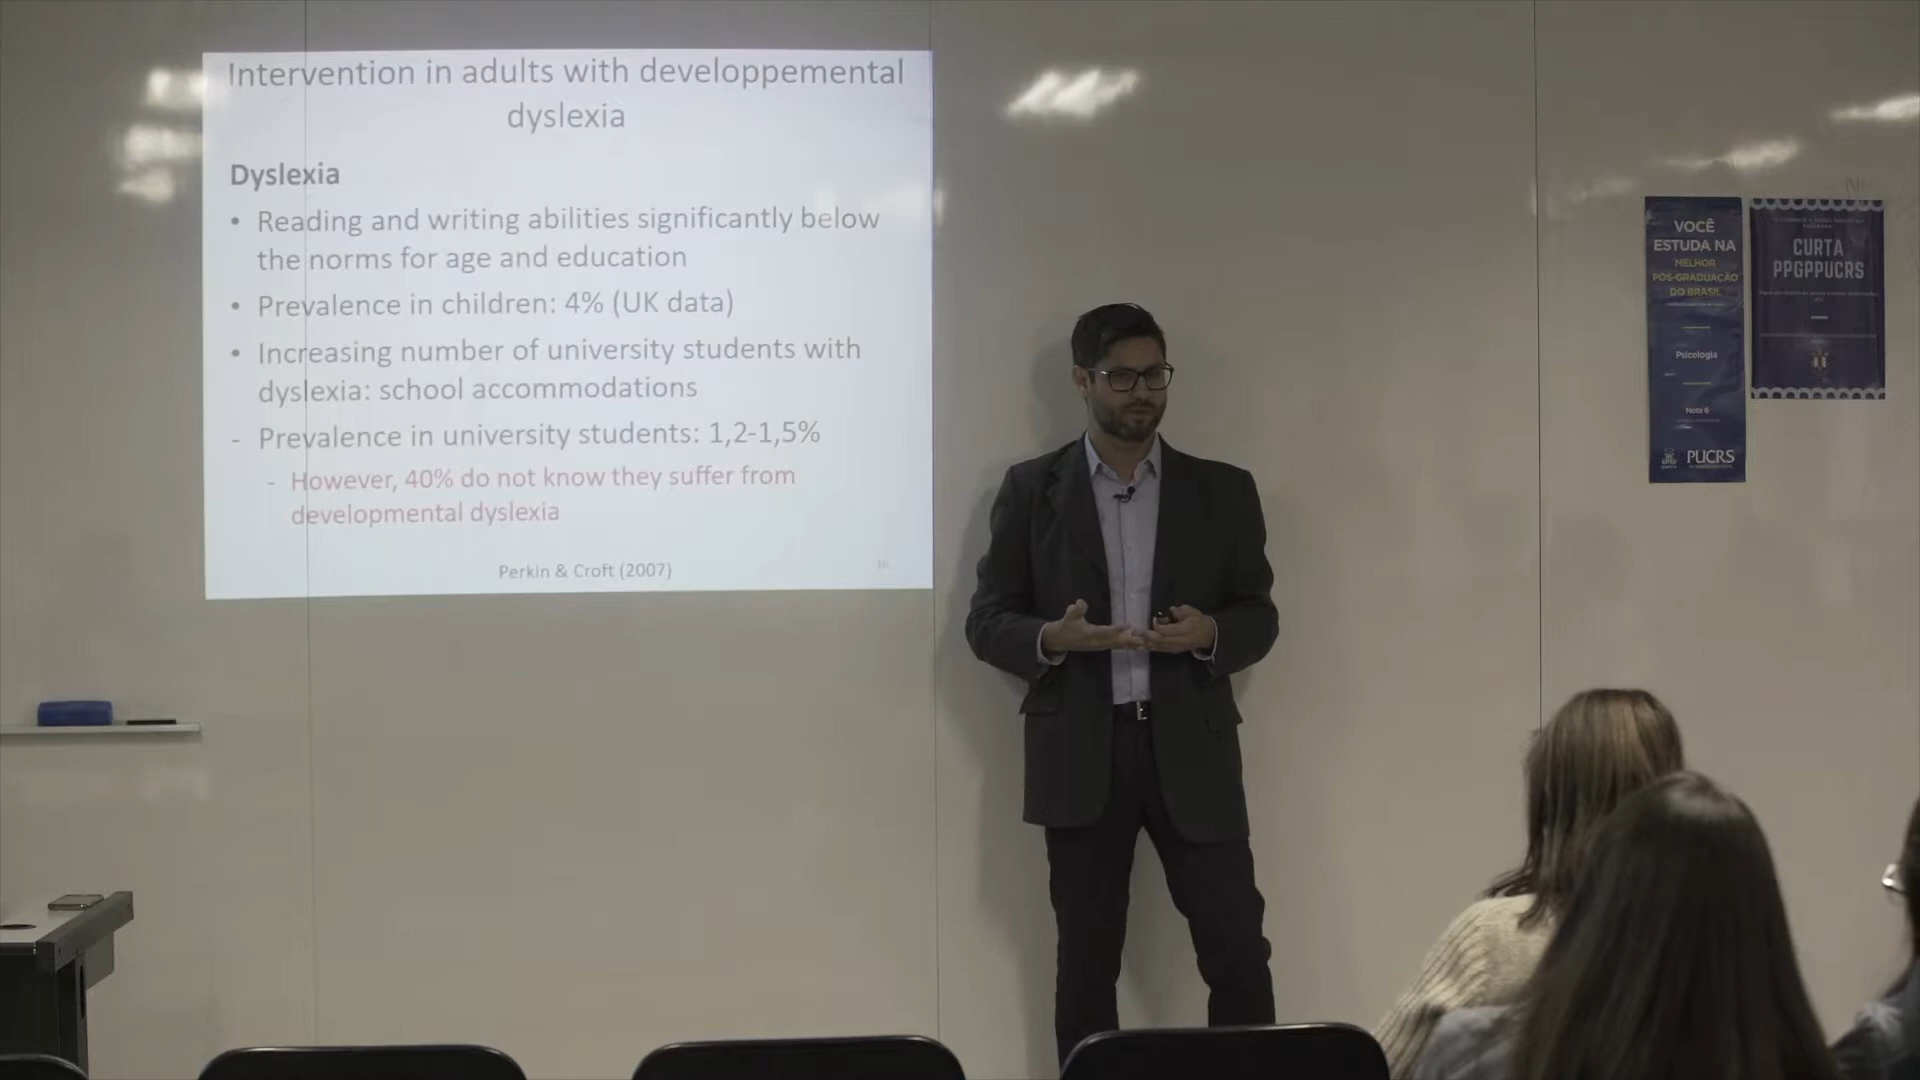 Intervention in adults with developpemental
dyslexia
Dyslexia
• Reading and writing abilities significantly below
the norms for age and education
• Prevalence in children: 4% (UK data)
• Increasing number of university students with
dyslexia: school accommodations
- Prevalence in university students: 1,2-1,5%
- However, 40% do not know they suffer from
developmental dyslexia
Perkin & Croft (2007)
VOCÊ
ESTUDA NA
MELHOR
PÓS-GRADUAÇÃO
DO BRASIL
Psicologia
Nota 6
PUCRS
CURTA
PPGPPUCRS